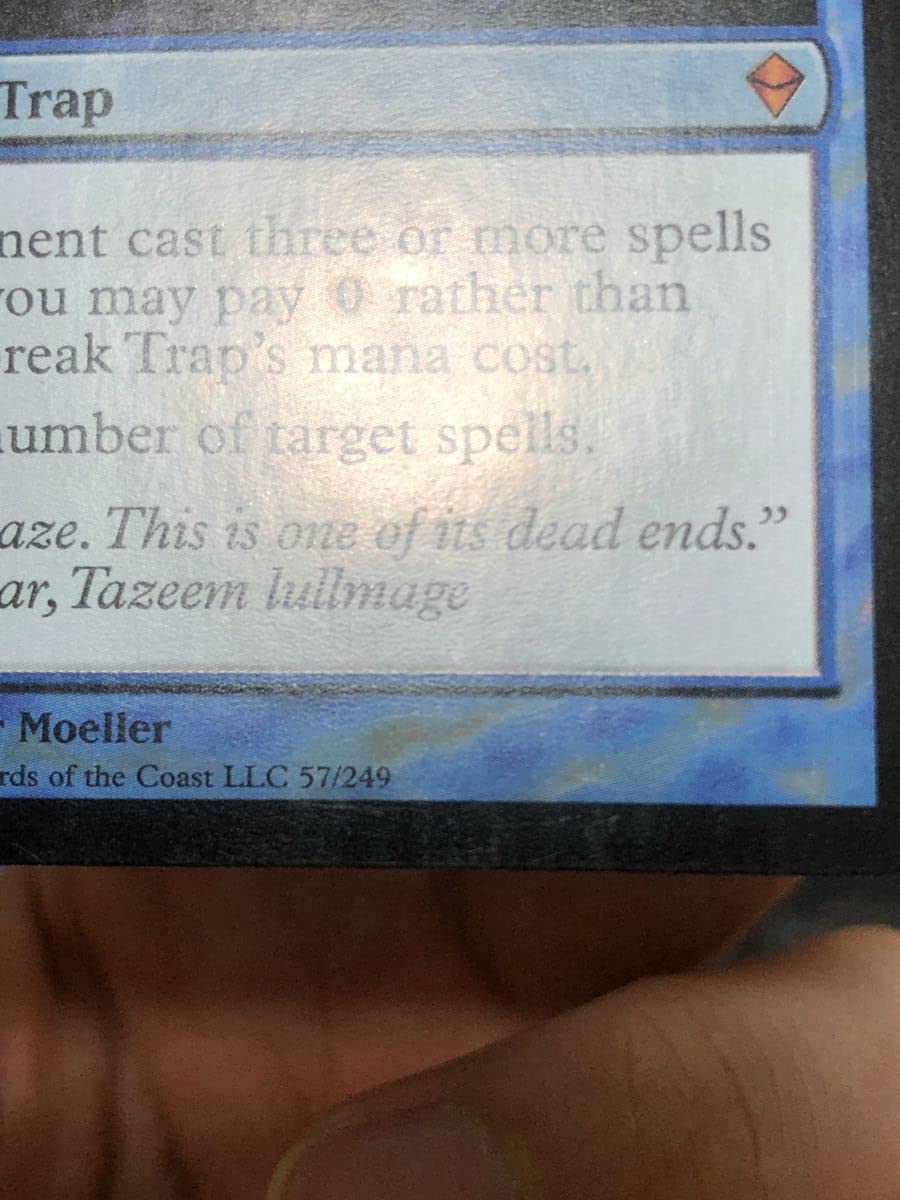 Trap
nent cast three or more spells
you may pay 0 rather than
reak Trap's mana cost.
number of target spells.
aze. This is one of its dead ends.”
ar, Tazeem lullmage
r Moeller
rds of the Coast LLC 57/249